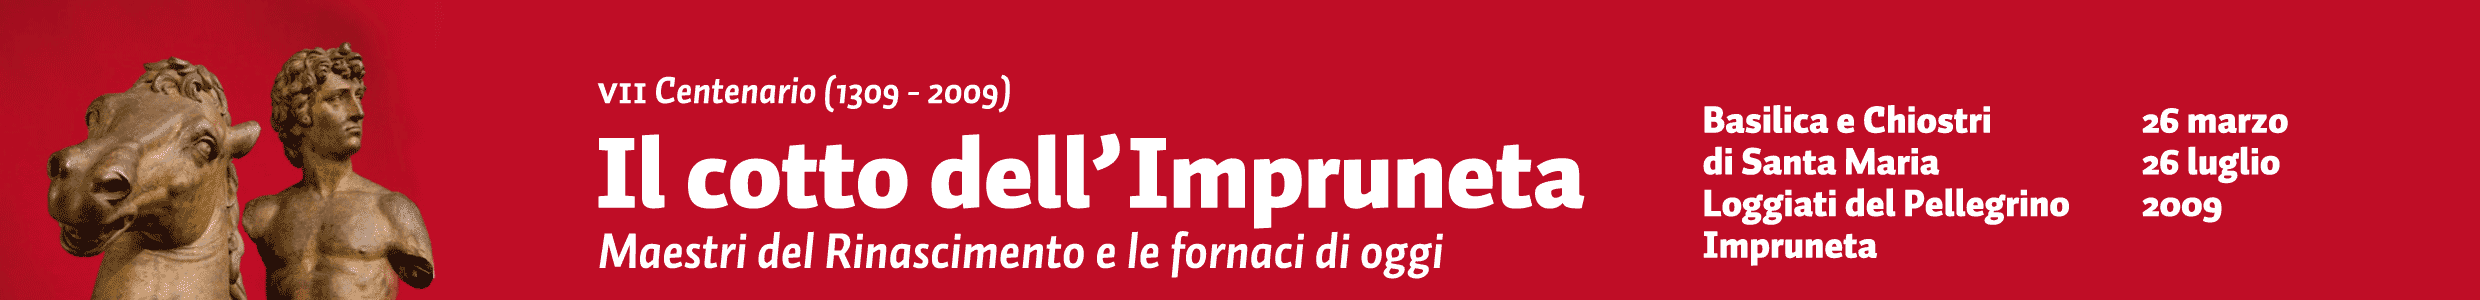 VII Centenario (1309 - 2009)
Il cotto dell’Impruneta
Maestri del Rinascimento e le fornaci di oggi
Basilica e Chiostri
di Santa Maria
Loggiati del Pellegrino
Impruneta
26 marzo
26 luglio
2009